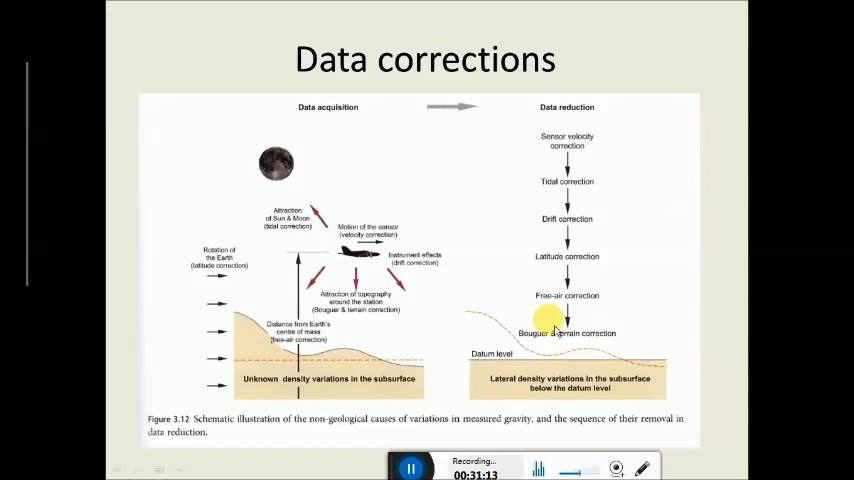 Data corrections
Data acquisition
Data reduction
Sensor velocity
correction
Tidal correction
Drift correction
Latitude correction
Free-air correction
Bouguer & terrain correction
Attraction
of Sun & Moon
(tidal correction)
Motion of the sensor
(velocity correction)
Rotation of
the Earth
(latitude correction)
Instrument effects
(drift correction)
Attraction of topography
around the station
(Bouguer & terrain correction)
Distance from Earth's
centre of mass
(free-air correction)
Datum level
Unknown density variations in the subsurface
Lateral density variations in the subsurface
below the datum level
Figure 3.12 Schematic illustration of the non-geological causes of variations in measured gravity, and the sequence of their removal in
data reduction.
Recording...
00:31:13